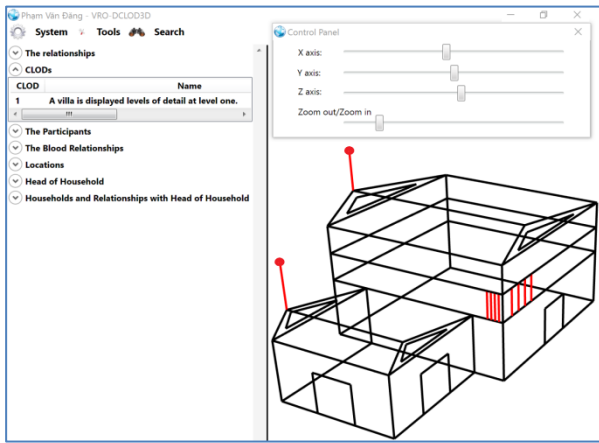 Phạm Văn Đảng - VRO-DCLOD3D
System Tools Search
The relationships
CLODs
CLOD Name
1 A villa is displayed levels of detail at level one.
The Participants
The Blood Relationships
Locations
Head of Household
Households and Relationships with Head of Household
Control Panel
X axis:
Y axis:
Z axis:
Zoom out/Zoom in